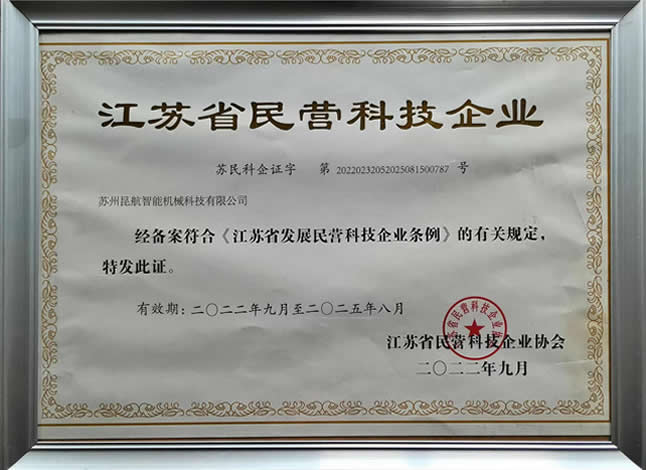 江苏省民营科技企业
苏民科企证字 第 20220232052025081500787 号
苏州昆航智能机械科技有限公司
经备案符合《江苏省发展民营科技企业条例》的有关规定，
特发此证。
有效期：二〇二二年九月至二〇二五年八月
江苏省民营科技企业协会
二〇二二年九月